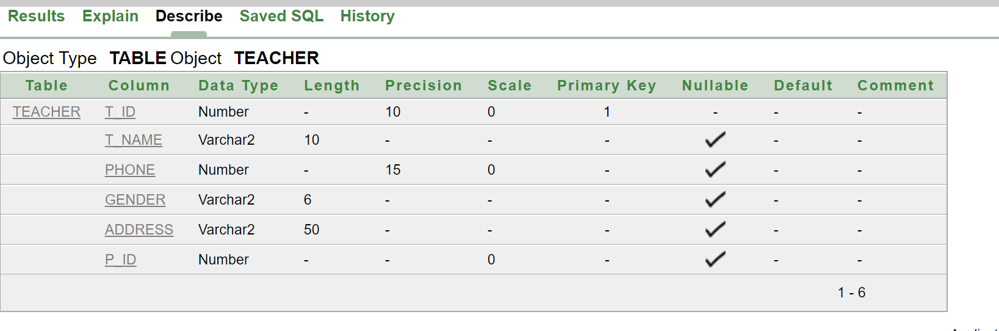 Results Explain Describe Saved SQL History
Object Type TABLE Object TEACHER
Table Column Data Type Length Precision Scale Primary Key Nullable Default Comment
TEACHER T_ID Number - 10 0 1 - - -
T_NAME Varchar2 10 - - - - -
PHONE Number - 15 0 - - -
GENDER Varchar2 6 - - - - -
ADDRESS Varchar2 50 - - - - -
P_ID Number - - 0 - - -
1 - 6